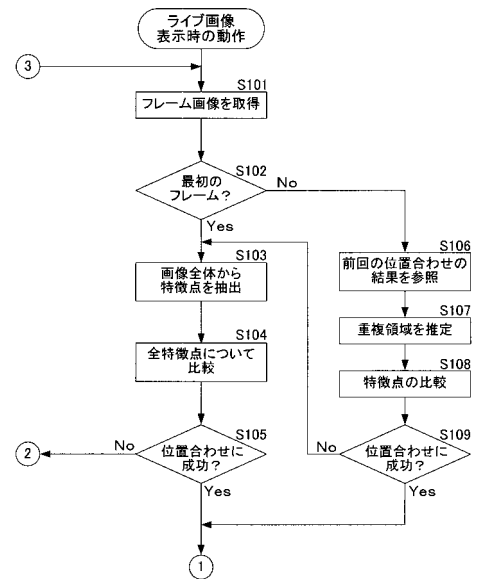 ライブ画像
表示時の動作
3
S101
フレーム画像を取得
S102
最初の
フレーム?
No
Yes
S103
画像全体から
特徴点を抽出
S104
全特徴点について
比較
S105
位置合わせに
成功?
No
2
Yes
S106
前回の位置合わせの
結果を参照
S107
重複領域を推定
S108
特徴点の比較
S109
位置合わせに
成功?
No
Yes
1